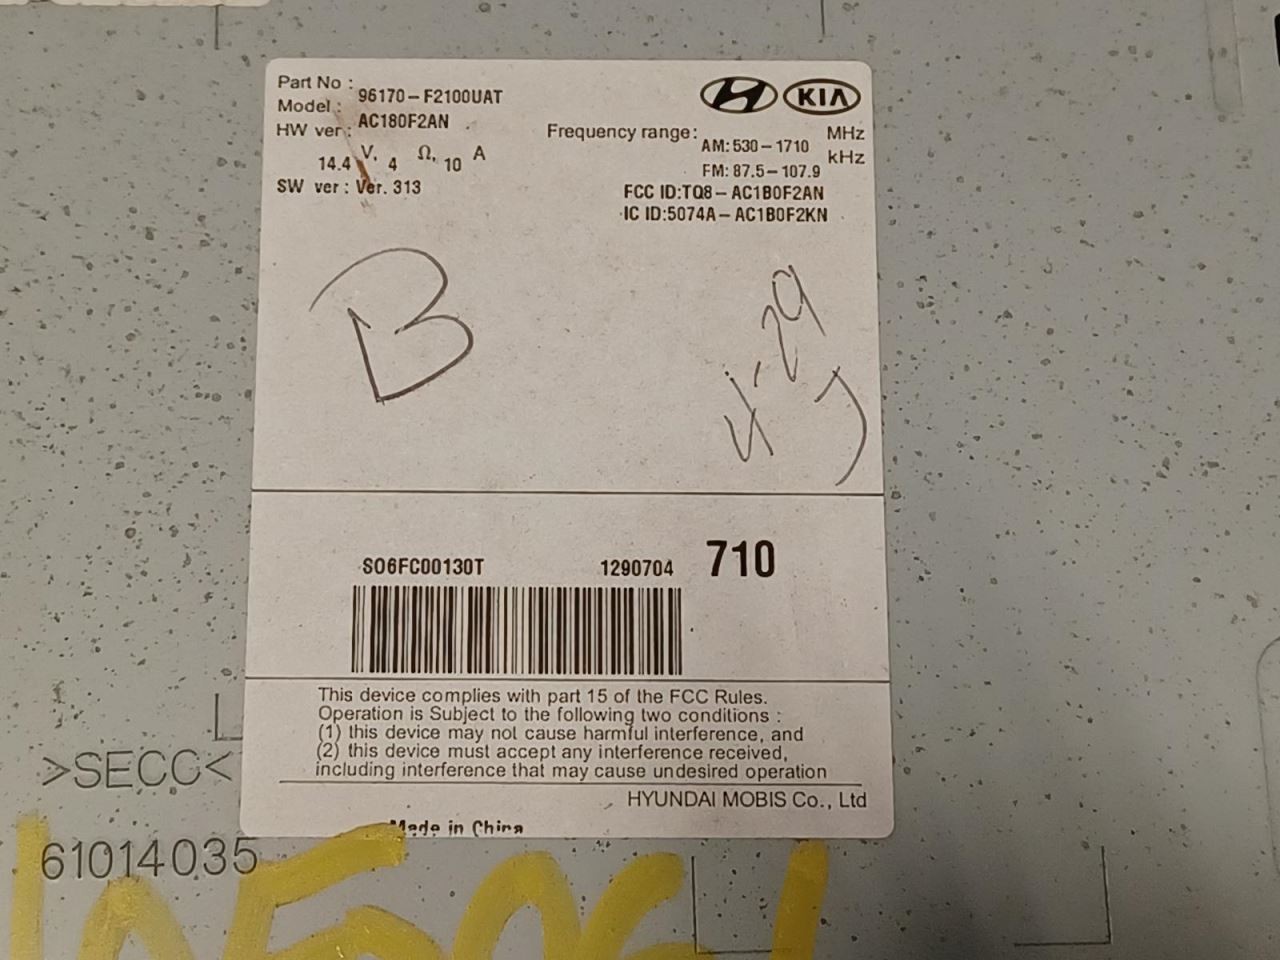 Part No : 96170-F2100UAT
Model : AC180F2AN
HW ver :
14.4 V, 4 Ω, 10 A
SW ver : Ver. 313
KIA
Frequency range: MHz
AM: 530-1710 kHz
FM: 87.5-107.9
FCC ID:TQ8-AC1B0F2AN
IC ID:5074A-AC1B0F2KN
B
4-29
J
S06FC00130T 1290704 710
This device complies with part 15 of the FCC Rules.
Operation is Subject to the following two conditions :
(1) this device may not cause harmful interference, and
(2) this device must accept any interference received,
including interference that may cause undesired operation
HYUNDAI MOBIS Co., Ltd
Made in China
>SECC<
61014035